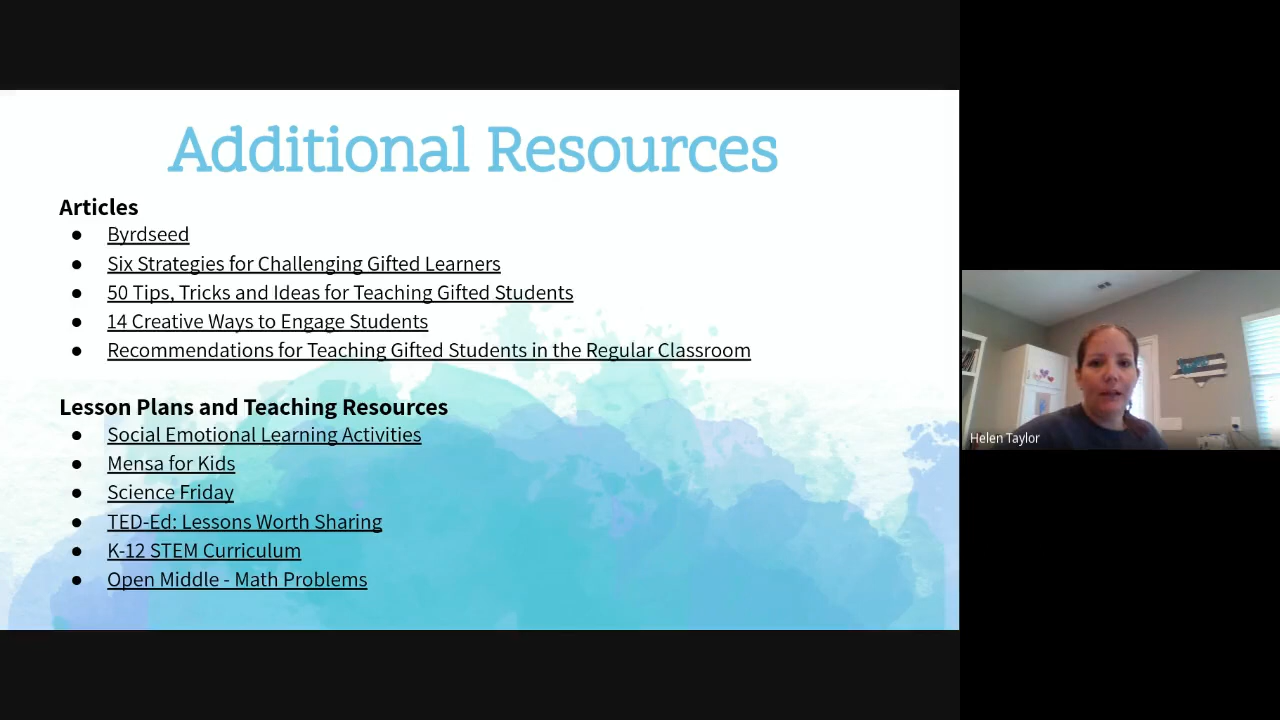 Additional Resources
Articles
● Byrdseed
● Six Strategies for Challenging Gifted Learners
● 50 Tips, Tricks and Ideas for Teaching Gifted Students
● 14 Creative Ways to Engage Students
● Recommendations for Teaching Gifted Students in the Regular Classroom
Lesson Plans and Teaching Resources
● Social Emotional Learning Activities
● Mensa for Kids
● Science Friday
● TED-Ed: Lessons Worth Sharing
● K-12 STEM Curriculum
● Open Middle - Math Problems
Helen Taylor